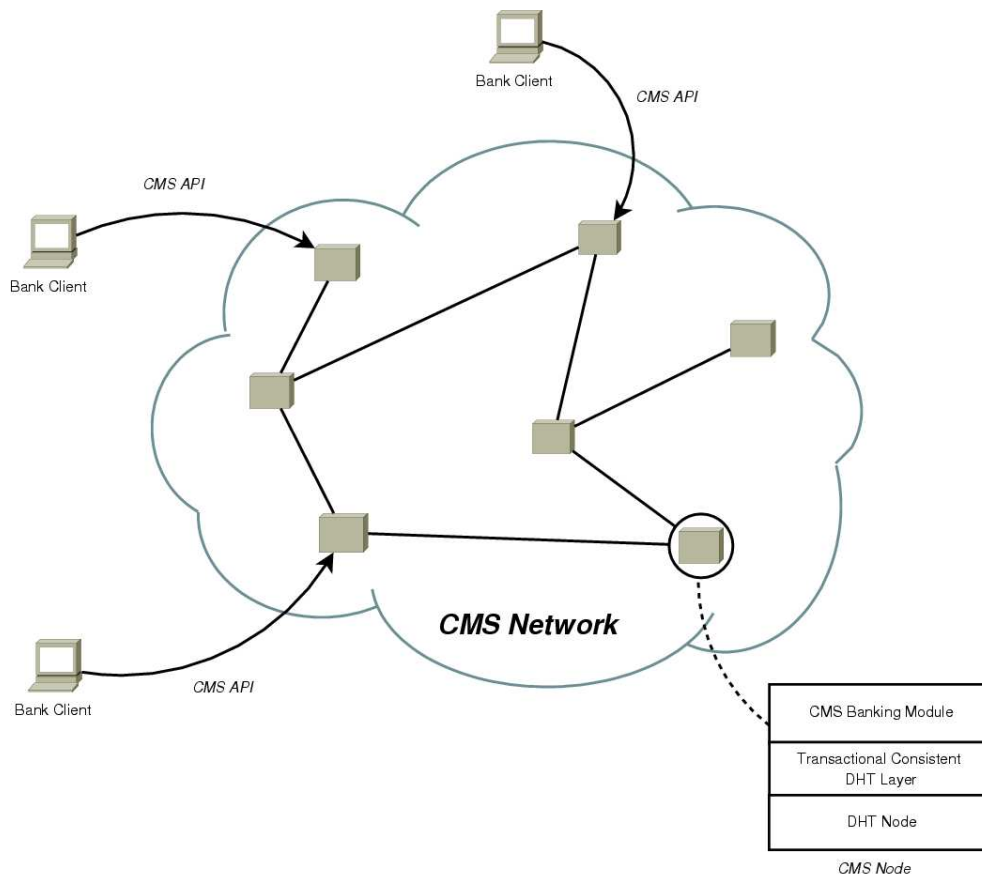 Bank Client
CMS API
CMS API
Bank Client
CMS Network
CMS API
Bank Client
CMS Banking Module
Transactional Consistent
DHT Layer
DHT Node
CMS Node